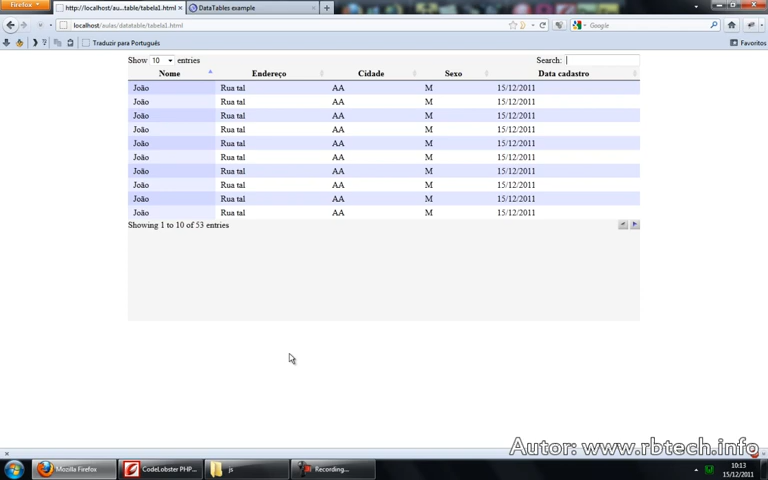 Firefox
http://localhost/au...table/tabela1.html
DataTables example
localhost/aulas/datatable/tabela1.html
Google
Traduzir para Português
Favoritos
Show 10 entries
Search:
Nome Endereço Cidade Sexo Data cadastro
João Rua tal AA M 15/12/2011
João Rua tal AA M 15/12/2011
João Rua tal AA M 15/12/2011
João Rua tal AA M 15/12/2011
João Rua tal AA M 15/12/2011
João Rua tal AA M 15/12/2011
João Rua tal AA M 15/12/2011
João Rua tal AA M 15/12/2011
João Rua tal AA M 15/12/2011
João Rua tal AA M 15/12/2011
Showing 1 to 10 of 53 entries
Autor: www.rbtech.info
Mozilla Firefox
CodeLobster PHP...
js
Recording...
10:13
15/12/2011